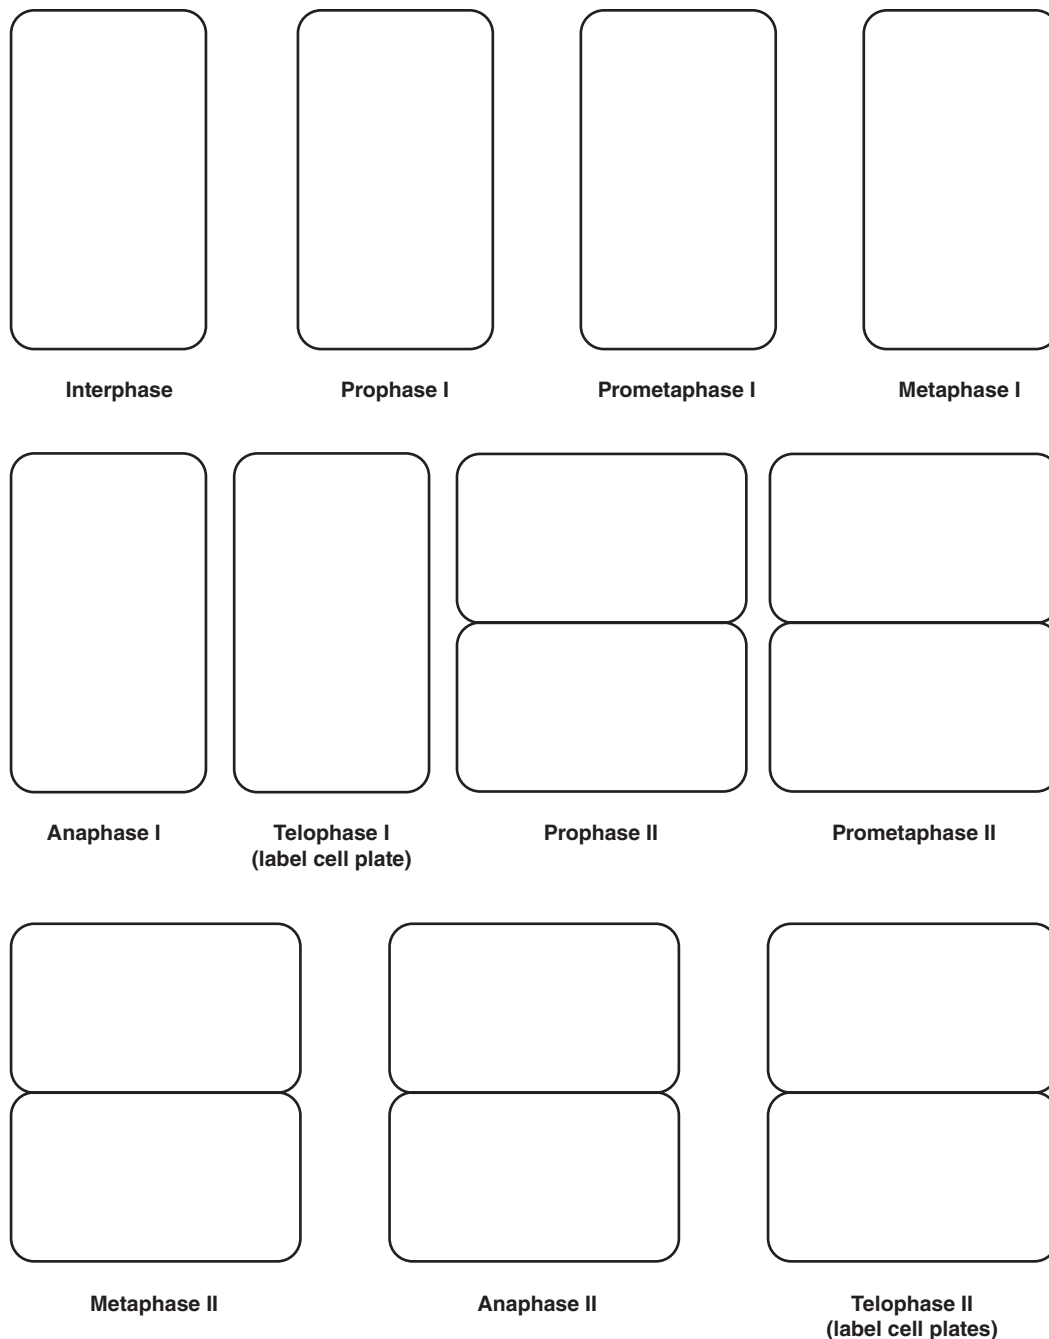 Interphase
Prophase I
Prometaphase I
Metaphase I
Anaphase I
Telophase I
(label cell plate)
Prophase II
Prometaphase II
Metaphase II
Anaphase II
Telophase II
(label cell plates)